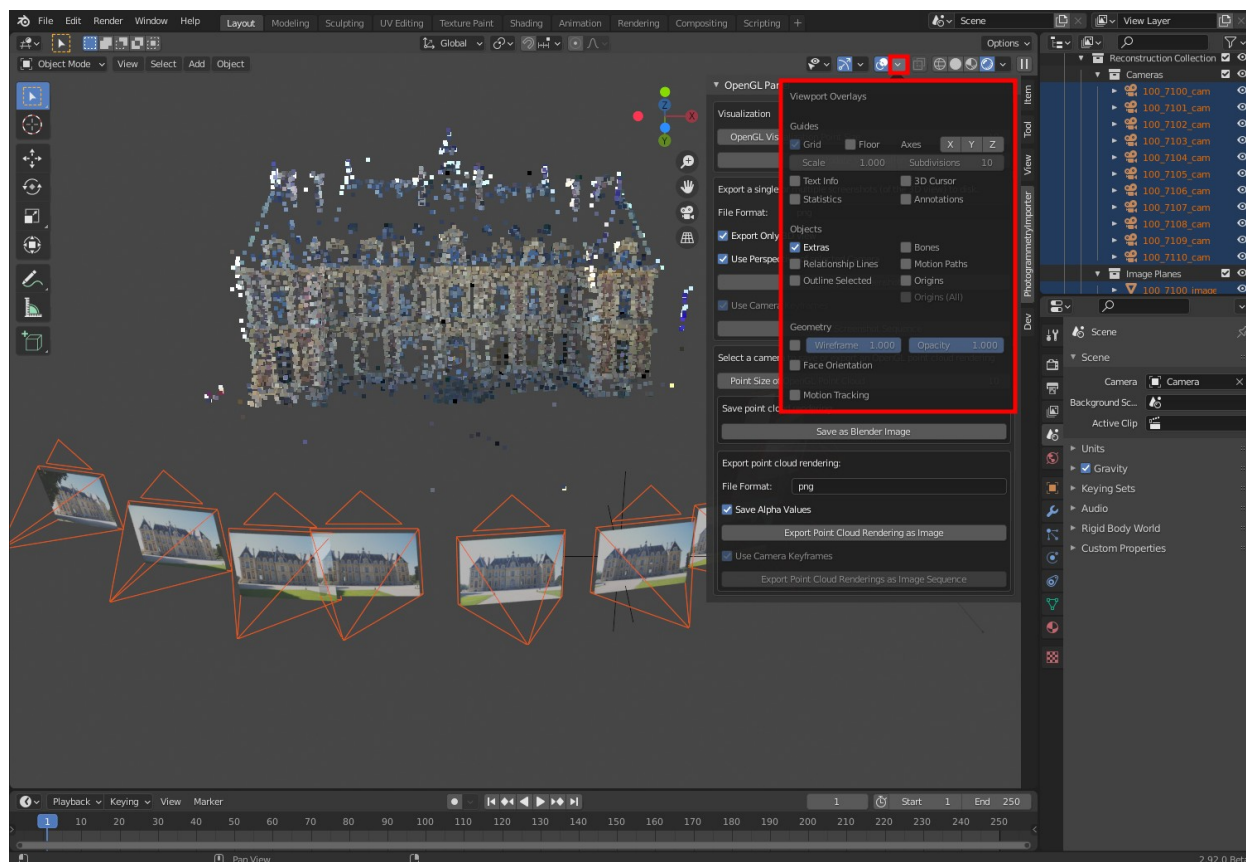 File Edit Render Window Help Layout Modeling Sculpting UV Editing Texture Paint Shading Animation Rendering Compositing Scripting + Scene View Layer
Global Options
Object Mode View Select Add Object
Reconstruction Collection
Cameras
100_7100_cam
100_7101_cam
100_7102_cam
100_7103_cam
100_7104_cam
100_7105_cam
100_7106_cam
100_7107_cam
100_7108_cam
100_7109_cam
100_7110_cam
Image Planes
100_7100_image
X
Z
Y
OpenGL Pan
Visualization
OpenGL Vis
Export a single
File Format:
Export Only
Use Perspec
Use Camera
Select a camer
Point Size of
Save point clo
Save as Blender Image
Export point cloud rendering:
File Format: png
Save Alpha Values
Export Point Cloud Rendering as Image
Use Camera Keyframes
Export Point Cloud Renderings as Image Sequence
Viewport Overlays
Guides
Grid Floor Axes X Y Z
Scale 1.000 Subdivisions 10
Text Info 3D Cursor
Statistics Annotations
Objects
Extras Bones
Relationship Lines Motion Paths
Outline Selected Origins
Origins (All)
Geometry
Wireframe 1.000 Opacity 1.000
Face Orientation
Motion Tracking
Item
Tool
View
PhotogrammetryImporter
Dev
Scene
Scene
Camera Camera
Background Sc...
Active Clip
Units
Gravity
Keying Sets
Audio
Rigid Body World
Custom Properties
Playback Keying View Marker 1 Start 1 End 250
1 10 20 30 40 50 60 70 80 90 100 110 120 130 140 150 160 170 180 190 200 210 220 230 240 250
Pan View 2.92.0 Beta